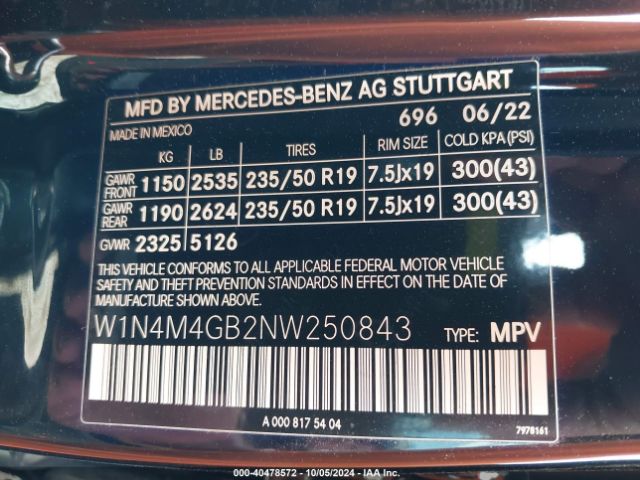 MFD BY MERCEDES-BENZ AG STUTTGART
MADE IN MEXICO 696 06/22
KG LB TIRES RIM SIZE COLD KPA(PSI)
GAWR FRONT 1150 2535 235/50 R19 7.5Jx19 300(43)
GAWR REAR 1190 2624 235/50 R19 7.5Jx19 300(43)
GVWR 2325 5126
THIS VEHICLE CONFORMS TO ALL APPLICABLE FEDERAL MOTOR VEHICLE
SAFETY AND THEFT PREVENTION STANDARDS IN EFFECT ON THE DATE OF
MANUFACTURE SHOWN ABOVE.
W1N4M4GB2NW250843 TYPE: MPV
A 000 817 54 04
7978161
000-40478572 - 10/05/2024 - IAA Inc.